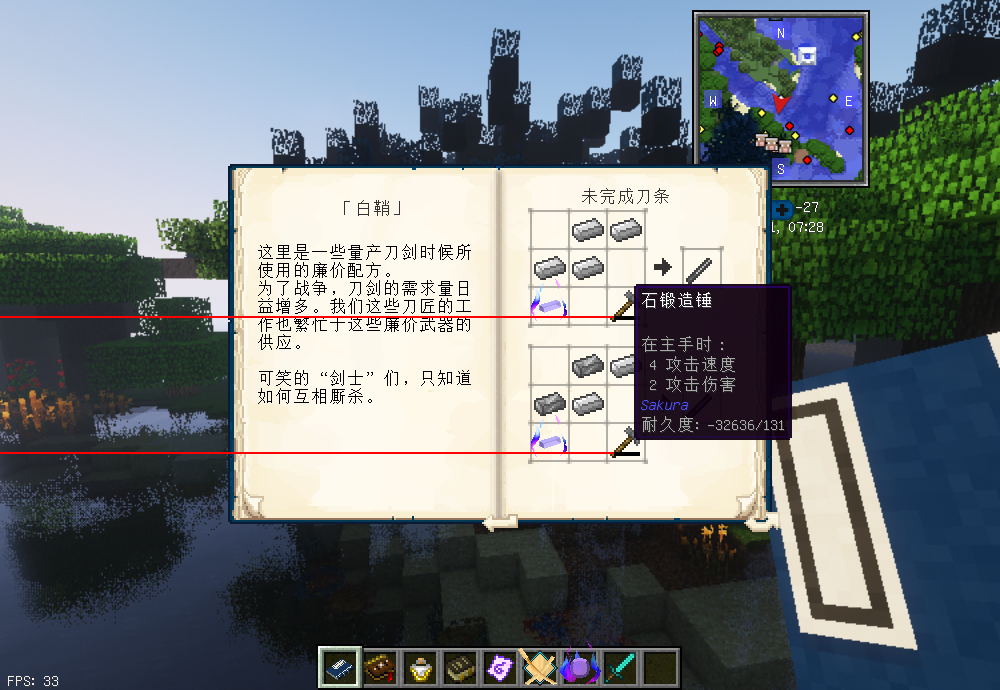 N
W
E
S
-27
1, 07:28
「白鞘」
这里是一些量产刀剑时候所
使用的廉价配方。
为了战争，刀剑的需求量日
益增多。我们这些刀匠的工
作也繁忙于这些廉价武器的
供应。
可笑的“剑士”们，只知道
如何互相厮杀。
未完成刀条
石锻造锤
在主手时：
4 攻击速度
2 攻击伤害
Sakura
耐久度: -32636/131
FPS: 33